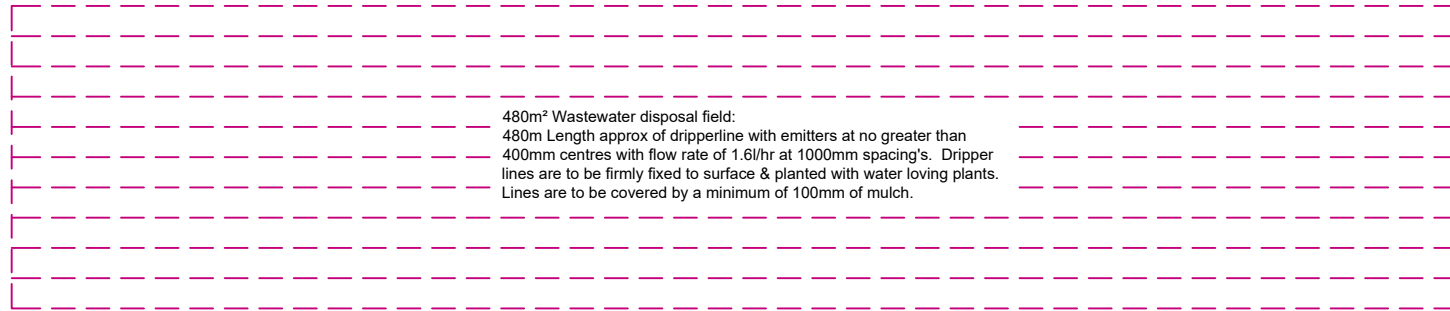 480m² Wastewater disposal field:
480m Length approx of dripperline with emitters at no greater than
400mm centres with flow rate of 1.6l/hr at 1000mm spacing's. Dripper
lines are to be firmly fixed to surface & planted with water loving plants.
Lines are to be covered by a minimum of 100mm of mulch.